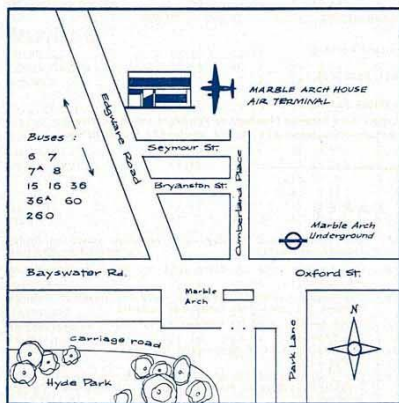 MARBLE ARCH HOUSE
AIR TERMINAL
Edgware Road
Buses :
6 7
7A 8
15 16 36
36A 60
260
Seymour St.
Bryanston St.
Cumberland Place
Marble Arch
Underground
Bayswater Rd.
Oxford St.
Marble
Arch
carriage road
Park Lane
N
Hyde Park